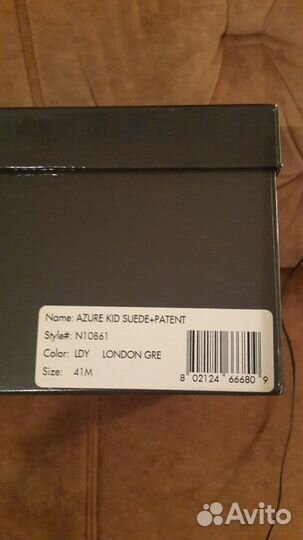 Name: AZURE KID SUEDE+PATENT
Style#: N10861
Color: LDY LONDON GRE
Size: 41M
8 02124 66680 9
Avito